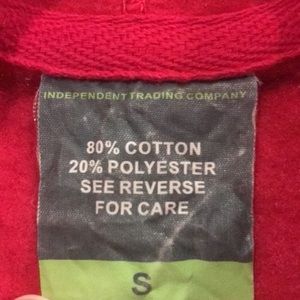 INDEPENDENT TRADING COMPANY
80% COTTON
20% POLYESTER
SEE REVERSE
FOR CARE
S